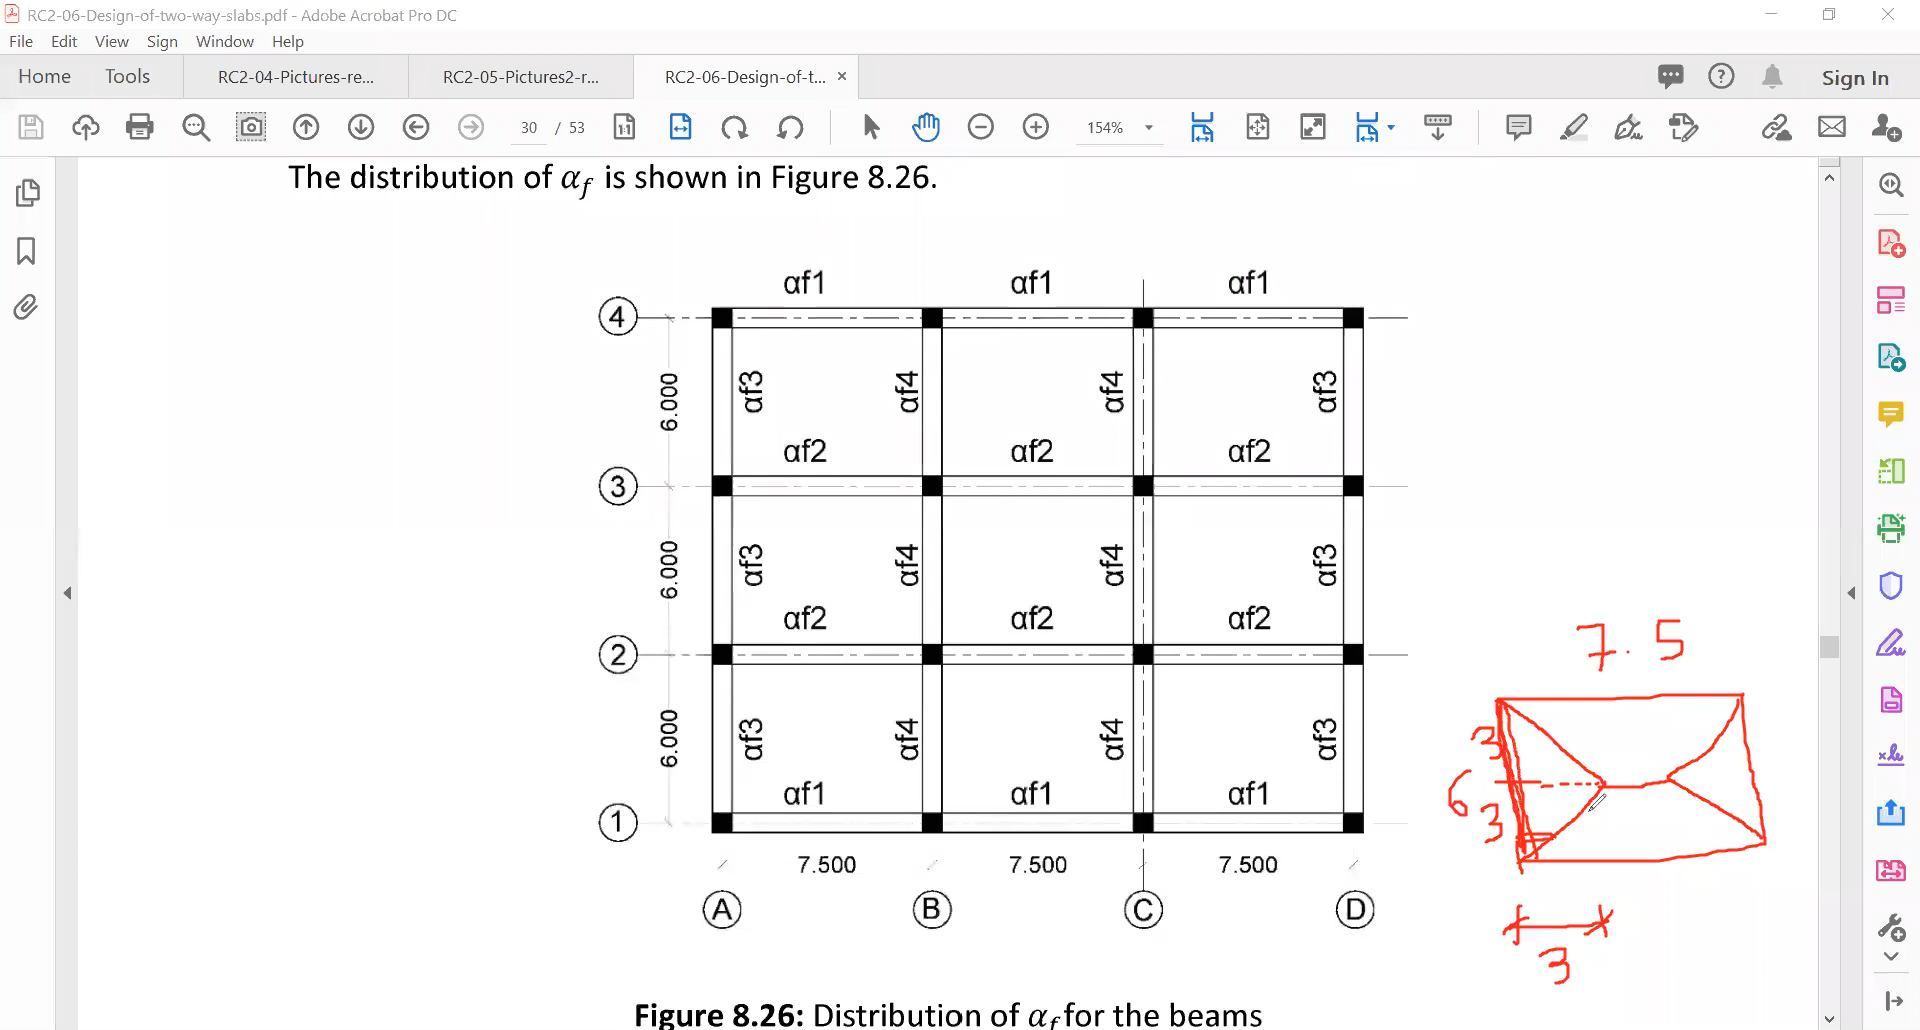 RC2-06-Design-of-two-way-slabs.pdf - Adobe Acrobat Pro DC
File Edit View Sign Window Help
Home Tools RC2-04-Pictures-re... RC2-05-Pictures2-r... RC2-06-Design-of-t... × Sign In
30 / 53 1:1 154%
The distribution of αf is shown in Figure 8.26.
αf1 αf1 αf1
4
6.000 αf3 αf4 αf4 αf3
αf2 αf2 αf2
3
6.000 αf3 αf4 αf4 αf3
αf2 αf2 αf2
2
6.000 αf3 αf4 αf4 αf3
αf1 αf1 αf1
1
7.500 7.500 7.500
A B C D
7.5
3
6
3
3
Figure 8.26: Distribution of αf for the beams